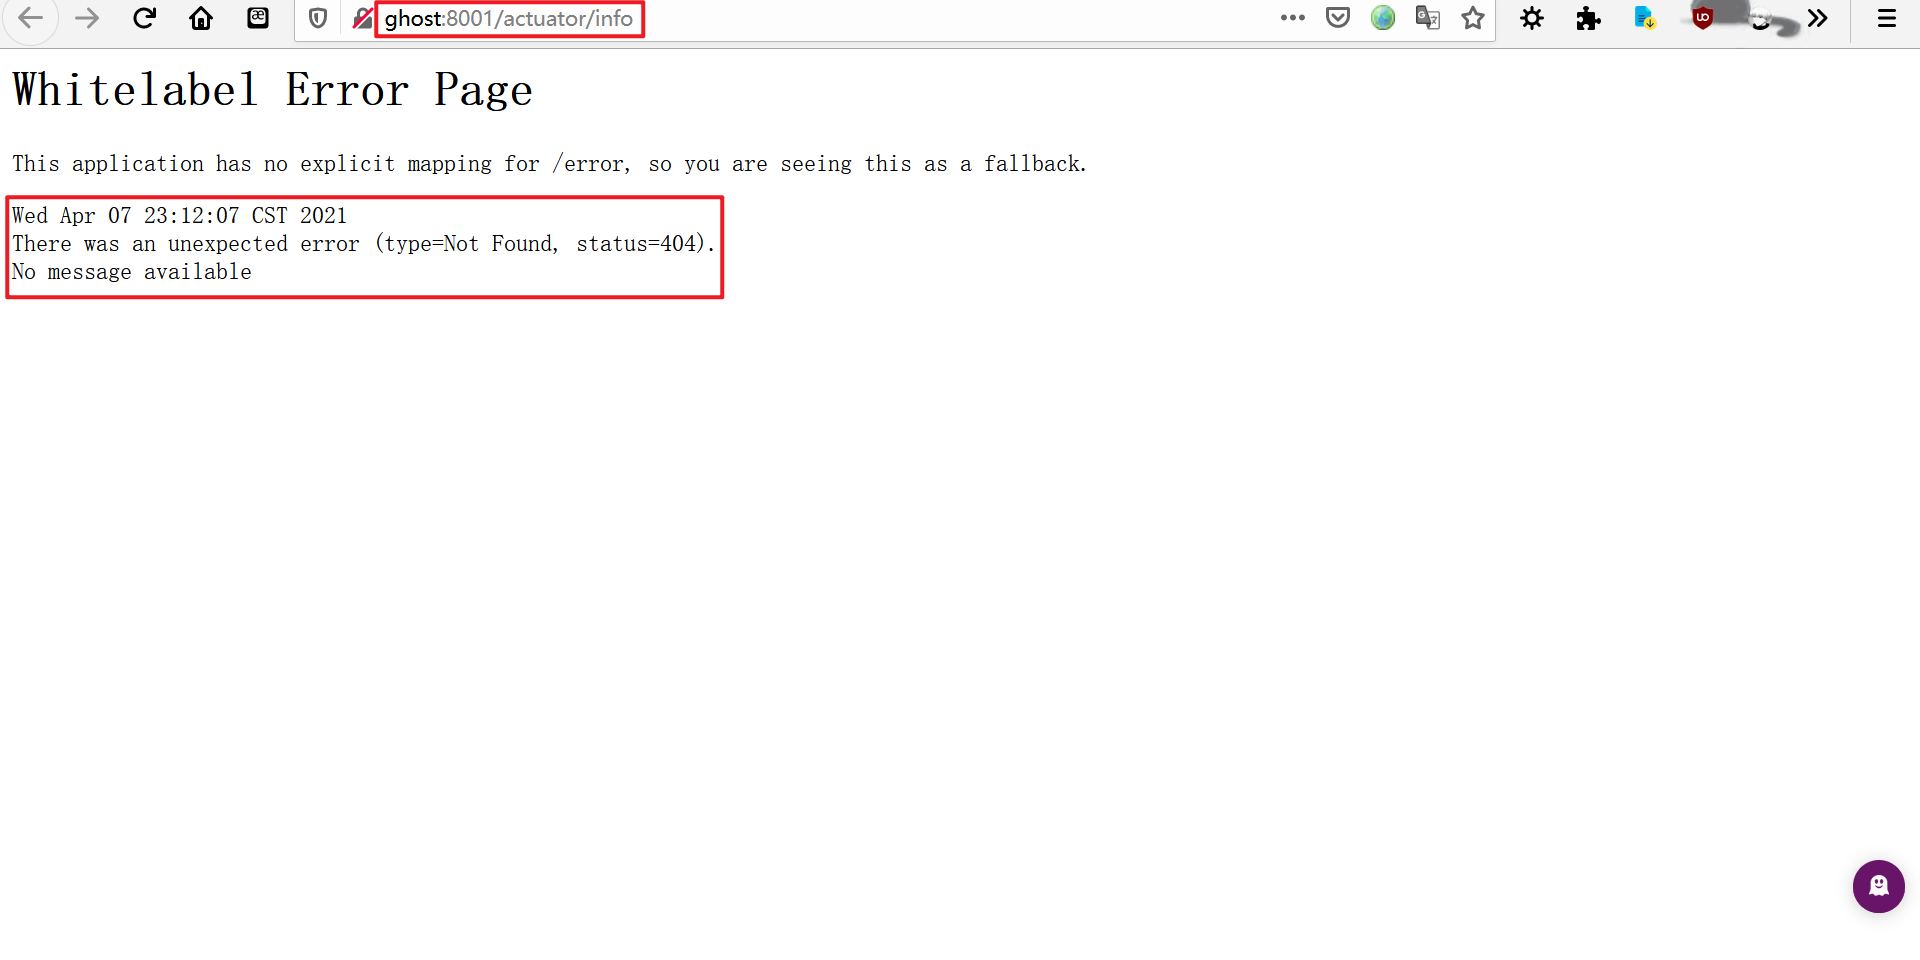 ghost:8001/actuator/info
Whitelabel Error Page
This application has no explicit mapping for /error, so you are seeing this as a fallback.
Wed Apr 07 23:12:07 CST 2021
There was an unexpected error (type=Not Found, status=404).
No message available